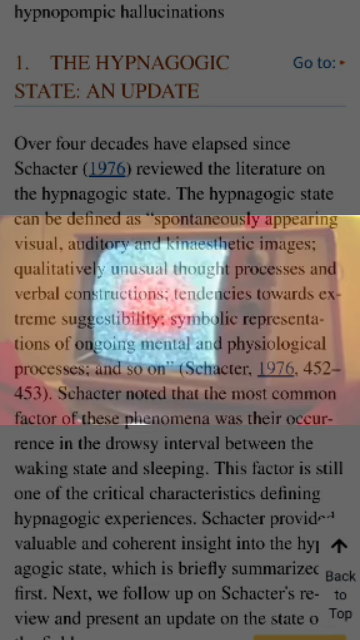 hypnopompic hallucinations
1. THE HYPNAGOGIC Go to:
STATE: AN UPDATE
Over four decades have elapsed since
Schacter (1976) reviewed the literature on
the hypnagogic state. The hypnagogic state
can be defined as “spontaneously appearing
visual, auditory and kinaesthetic images;
qualitatively unusual thought processes and
verbal constructions; tendencies towards ex-
treme suggestibility; symbolic representa-
tions of ongoing mental and physiological
processes; and so on” (Schacter, 1976, 452–
453). Schacter noted that the most common
factor of these phenomena was their occur-
rence in the drowsy interval between the
waking state and sleeping. This factor is still
one of the critical characteristics defining
hypnagogic experiences. Schacter provided
valuable and coherent insight into the
agogic state, which is briefly summarized
first. Next, we follow up on Schacter’s re-
view and present an update on the state o
Back
to
Top